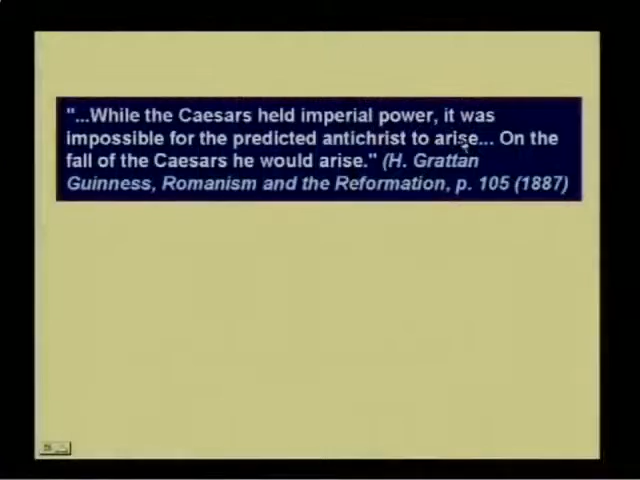 "...While the Caesars held imperial power, it was
impossible for the predicted antichrist to arise... On the
fall of the Caesars he would arise." (H. Grattan
Guinness, Romanism and the Reformation, p. 105 (1887)